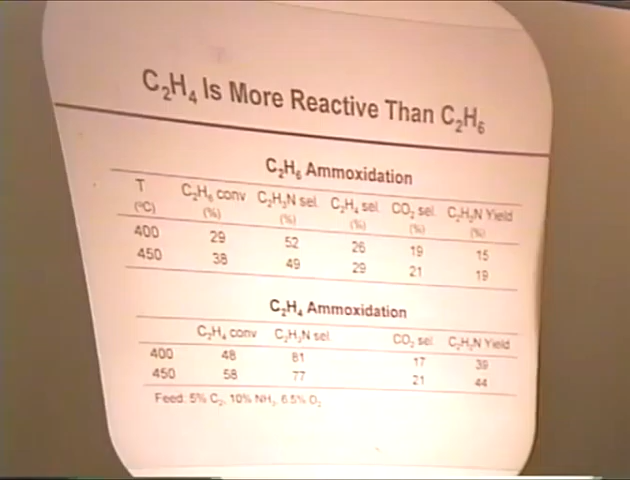 C₂H₄ Is More Reactive Than C₂H₆
C₂H₆ Ammoxidation
T C₂H₆ conv C₂H₃N sel C₂H₄ sel CO₂ sel C₂H₃N Yield
(ºC) (%) (%) (%) (%) (%)
400 29 52 26 19 15
450 38 49 29 21 19
C₂H₄ Ammoxidation
C₂H₄ conv C₂H₃N sel CO₂ sel C₂H₃N Yield
400 48 81 17 39
450 58 77 21 44
Feed: 5% C₂, 10% NH₃, 6.5% O₂